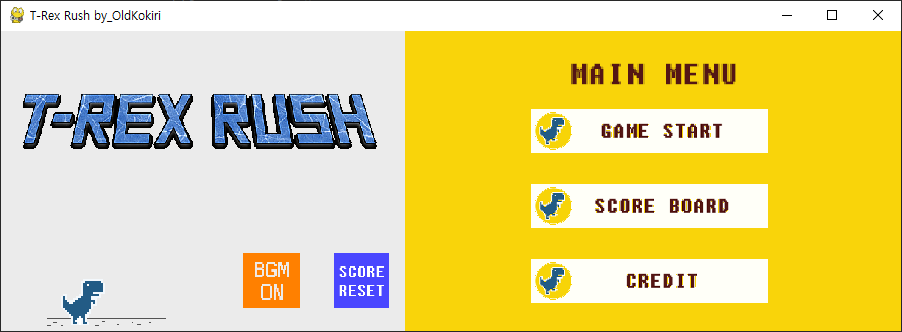 T-Rex Rush by_OldKokiri
T-REX RUSH
BGM
ON
SCORE
RESET
MAIN MENU
GAME START
SCORE BOARD
CREDIT